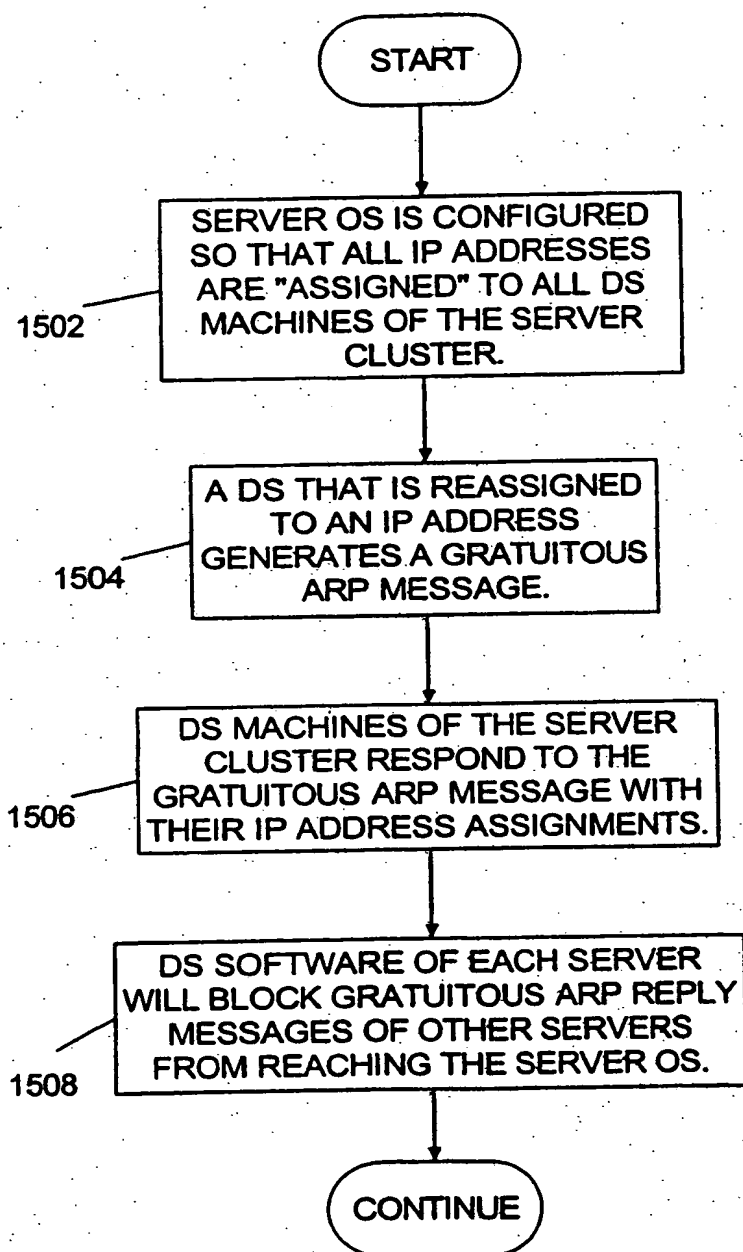 START
SERVER OS IS CONFIGURED
SO THAT ALL IP ADDRESSES
ARE "ASSIGNED" TO ALL DS
MACHINES OF THE SERVER
CLUSTER.
1502
A DS THAT IS REASSIGNED
TO AN IP ADDRESS
GENERATES A GRATUITOUS
ARP MESSAGE.
1504
DS MACHINES OF THE SERVER
CLUSTER RESPOND TO THE
GRATUITOUS ARP MESSAGE WITH
THEIR IP ADDRESS ASSIGNMENTS.
1506
DS SOFTWARE OF EACH SERVER
WILL BLOCK GRATUITOUS ARP REPLY
MESSAGES OF OTHER SERVERS
FROM REACHING THE SERVER OS.
1508
CONTINUE